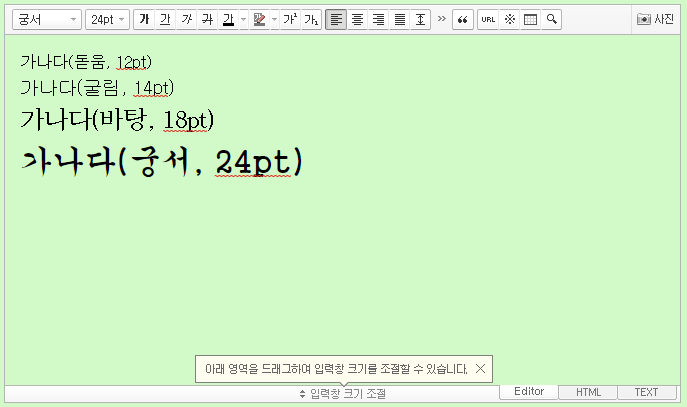 궁서 24pt 가 가 가 가 가 가² 가₁ URL 사진
가나다(돋움, 12pt)
가나다(굴림, 14pt)
가나다(바탕, 18pt)
가나다(궁서, 24pt)
아래 영역을 드래그하여 입력창 크기를 조절할 수 있습니다.
입력창 크기 조절 Editor HTML TEXT